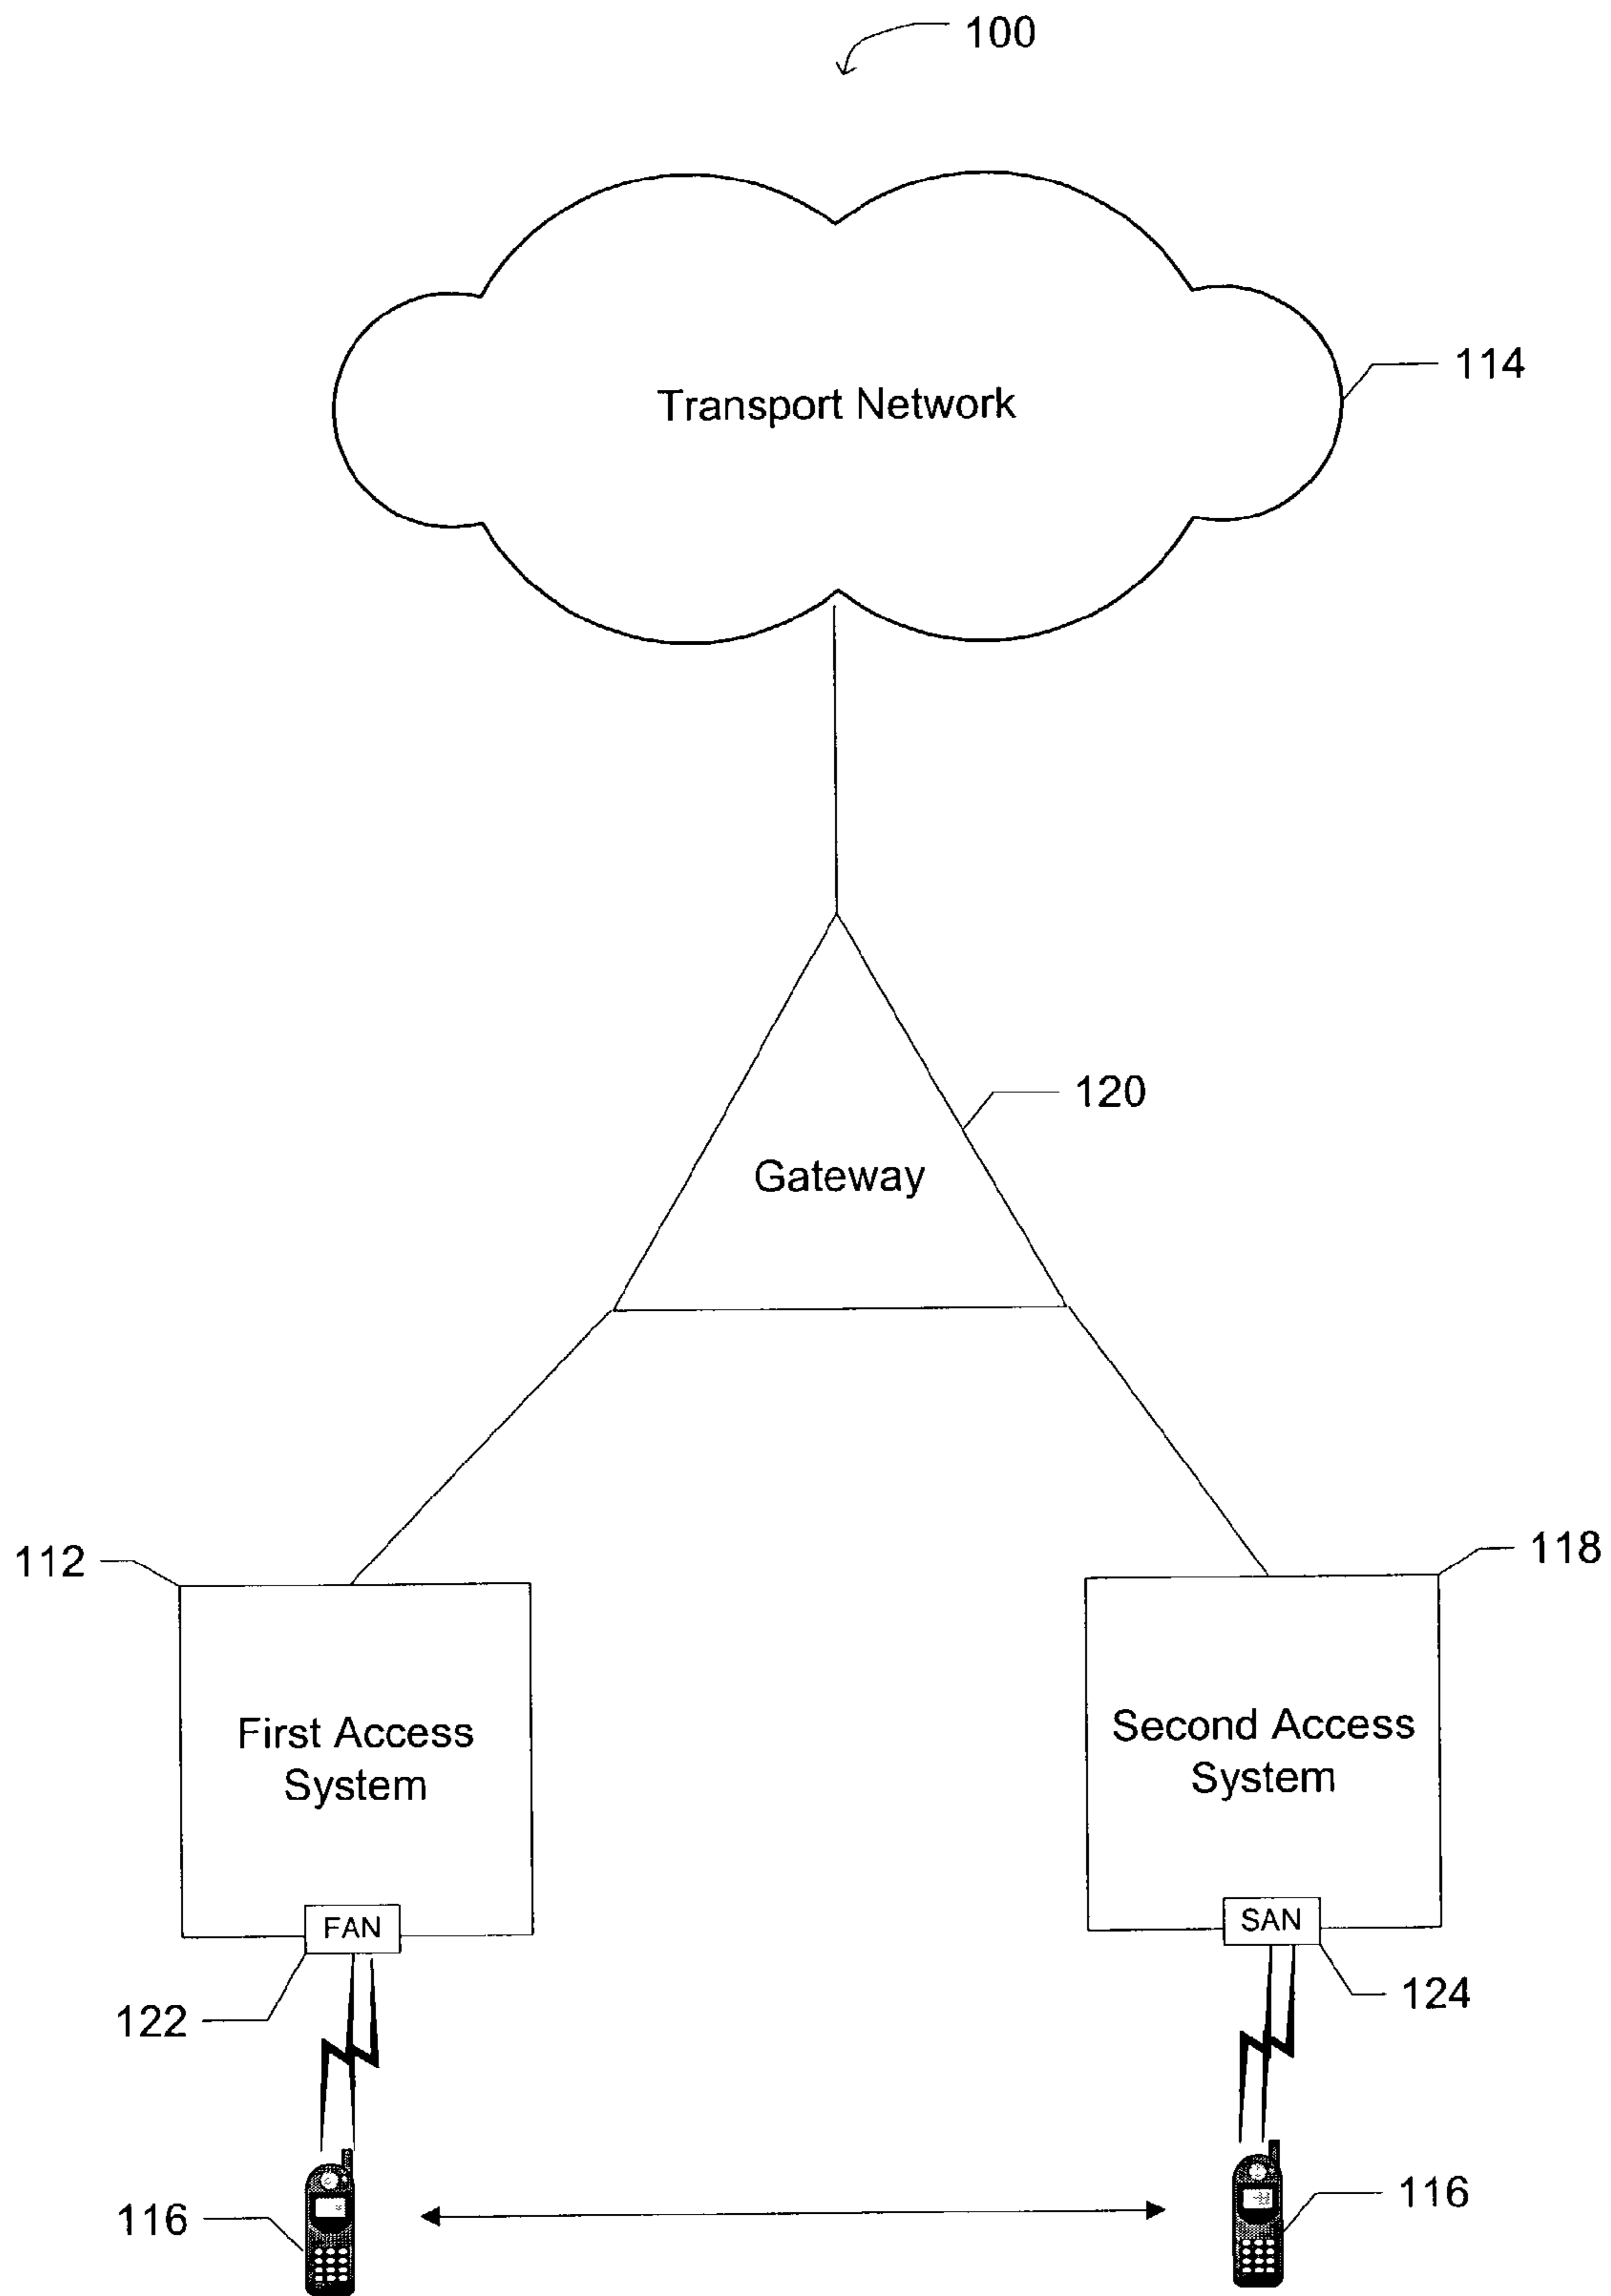 100
114
Transport Network
120
Gateway
112
118
First Access
System
Second Access
System
FAN
SAN
122
124
116
116